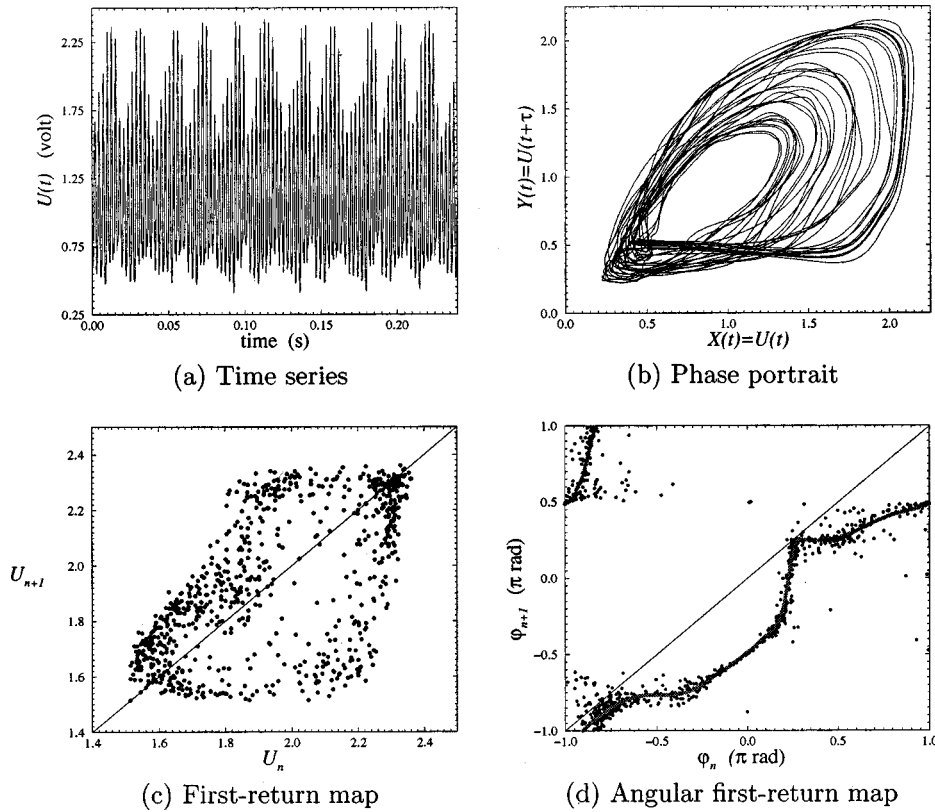 2.25
1.75
1.25
0.75
0.25
U(t) (volt)
0.00 0.05 0.10 0.15 0.20
time (s)
(a) Time series
2.0
1.5
1.0
0.5
0.0
Y(t)=U(t+τ)
0.0 0.5 1.0 1.5 2.0
X(t)=U(t)
(b) Phase portrait
2.4
2.2
2.0
1.8
1.6
1.4
U_{n+1}
1.4 1.6 1.8 2.0 2.2 2.4
U_n
(c) First-return map
1.0
0.5
0.0
−0.5
−1.0
φ_{n+1} (π rad)
−1.0 −0.5 0.0 0.5 1.0
φ_n (π rad)
(d) Angular first-return map